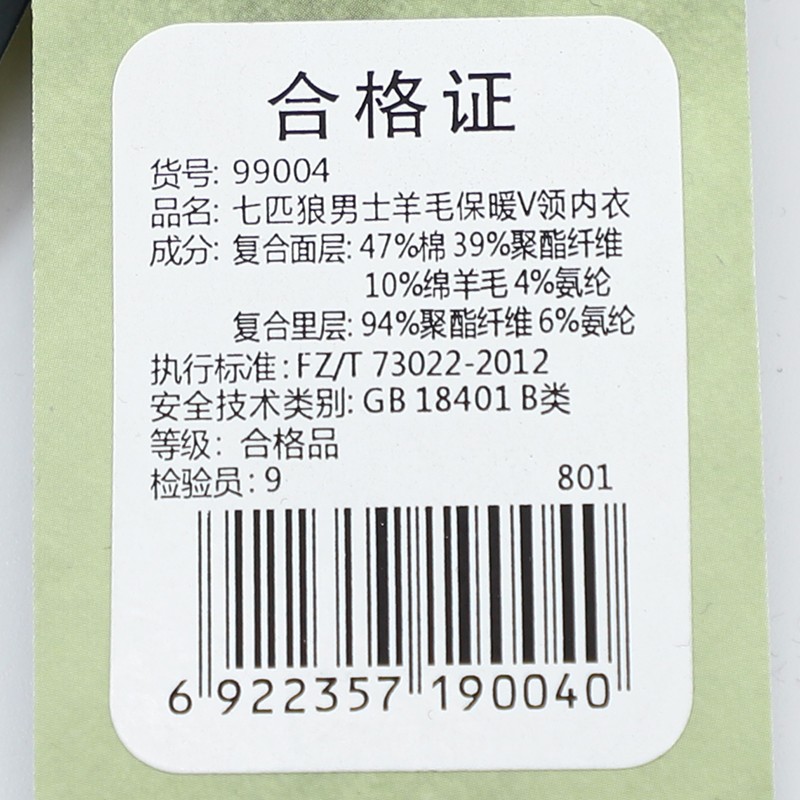 合格证
货号: 99004
品名: 七匹狼男士羊毛保暖V领内衣
成分: 复合面层: 47%棉 39%聚酯纤维
10%绵羊毛 4%氨纶
复合里层: 94%聚酯纤维 6%氨纶
执行标准: FZ/T 73022-2012
安全技术类别: GB 18401 B类
等级: 合格品
检验员: 9 801
6 922357 190040